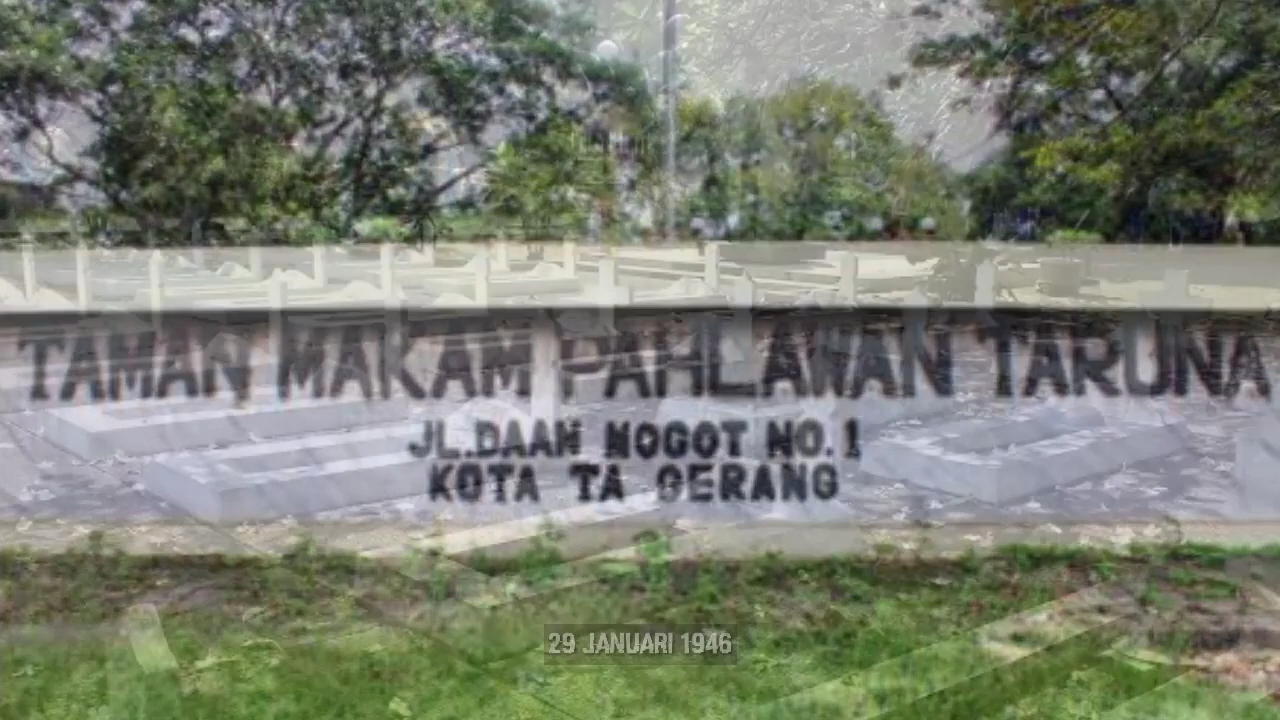 TAMAN MAKAM PAHLAWAN TARUNA
JL.DAAN MOGOT NO.1
KOTA TA GERANG
29 JANUARI 1946